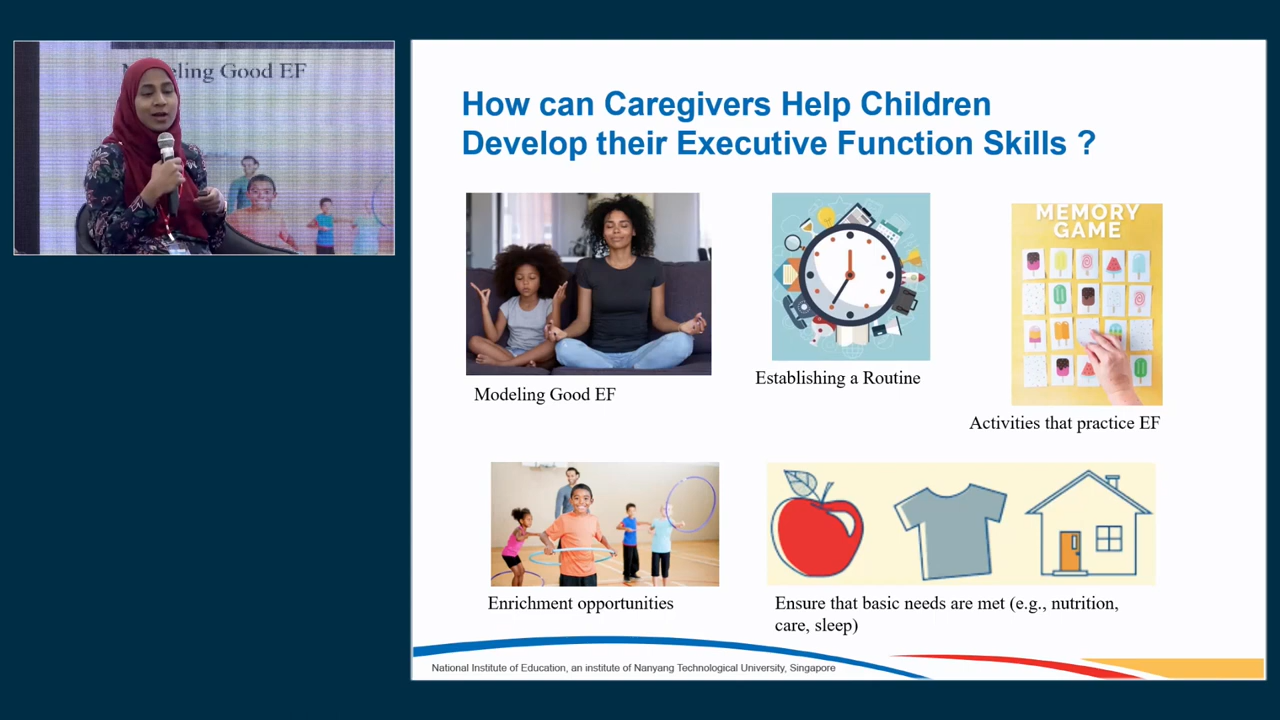 eling Good EF
How can Caregivers Help Children
Develop their Executive Function Skills ?
MEMORY
GAME
Modeling Good EF
Establishing a Routine
Activities that practice EF
Enrichment opportunities
Ensure that basic needs are met (e.g., nutrition,
care, sleep)
National Institute of Education, an institute of Nanyang Technological University, Singapore